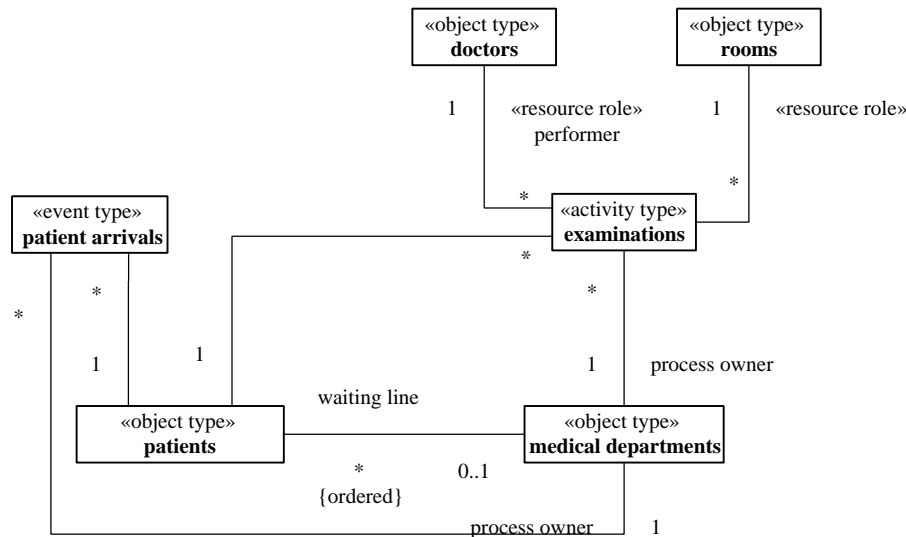 «object type»
doctors
«object type»
rooms
1
«resource role»
performer
1
«resource role»
*
*
«event type»
patient arrivals
«activity type»
examinations
*
*
*
*
1
1
1
process owner
waiting line
«object type»
patients
«object type»
medical departments
*
{ordered}
0..1
process owner
1